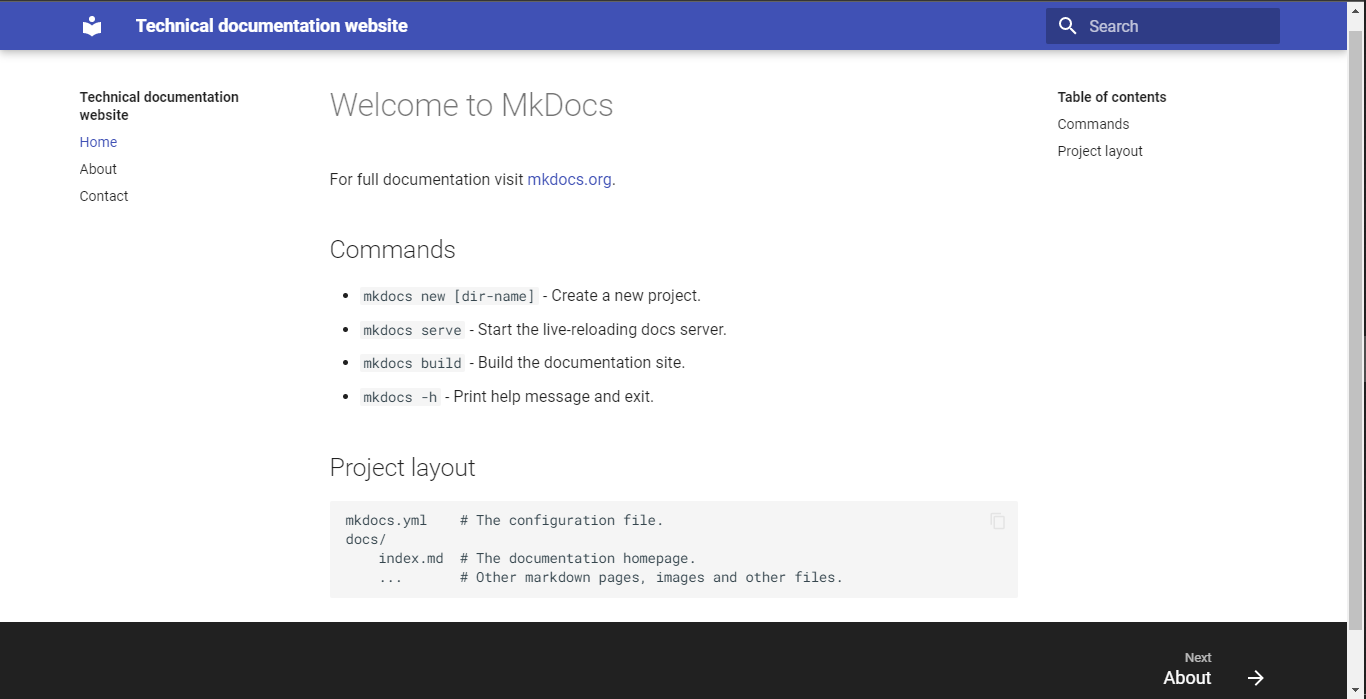 Technical documentation website
Search
Technical documentation
website
Home
About
Contact
Welcome to MkDocs
For full documentation visit mkdocs.org.
Commands
mkdocs new [dir-name] - Create a new project.
mkdocs serve - Start the live-reloading docs server.
mkdocs build - Build the documentation site.
mkdocs -h - Print help message and exit.
Project layout
mkdocs.yml    # The configuration file.
docs/
    index.md  # The documentation homepage.
    ...       # Other markdown pages, images and other files.
Table of contents
Commands
Project layout
Next
About